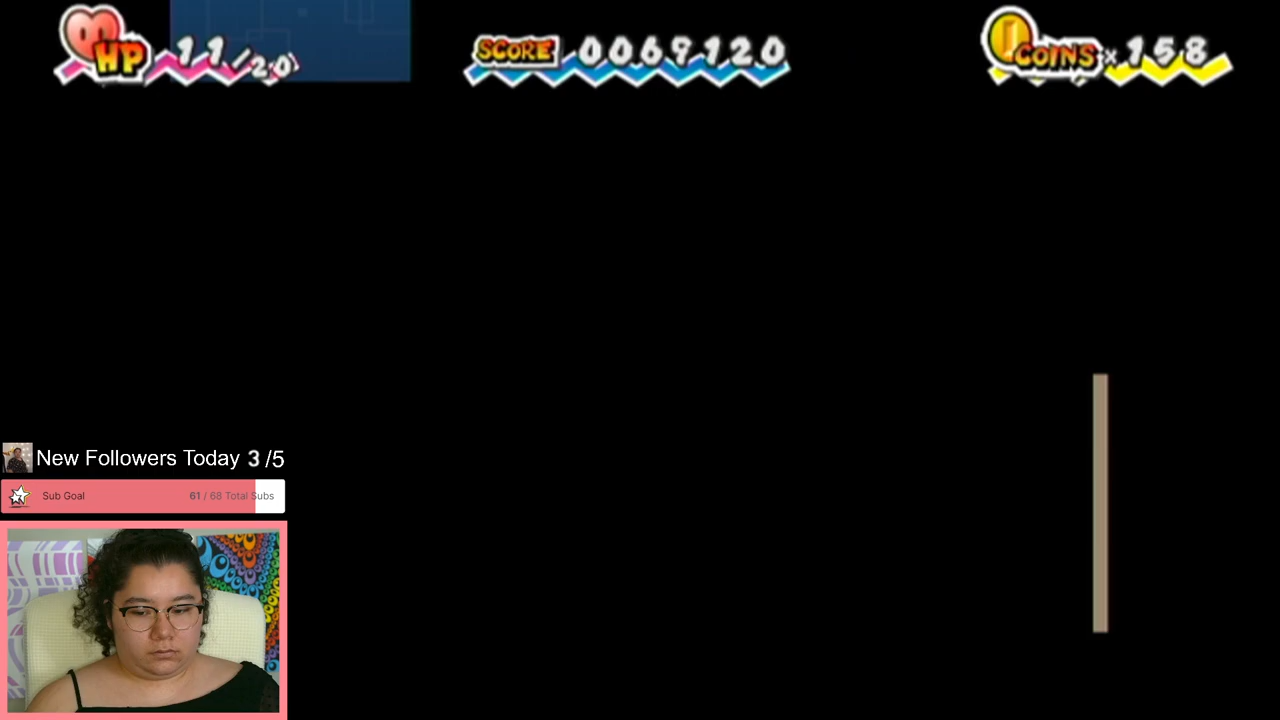 HP 11/20
SCORE 0069120
COINS × 158
New Followers Today 3 /5
Sub Goal 61 / 68 Total Subs